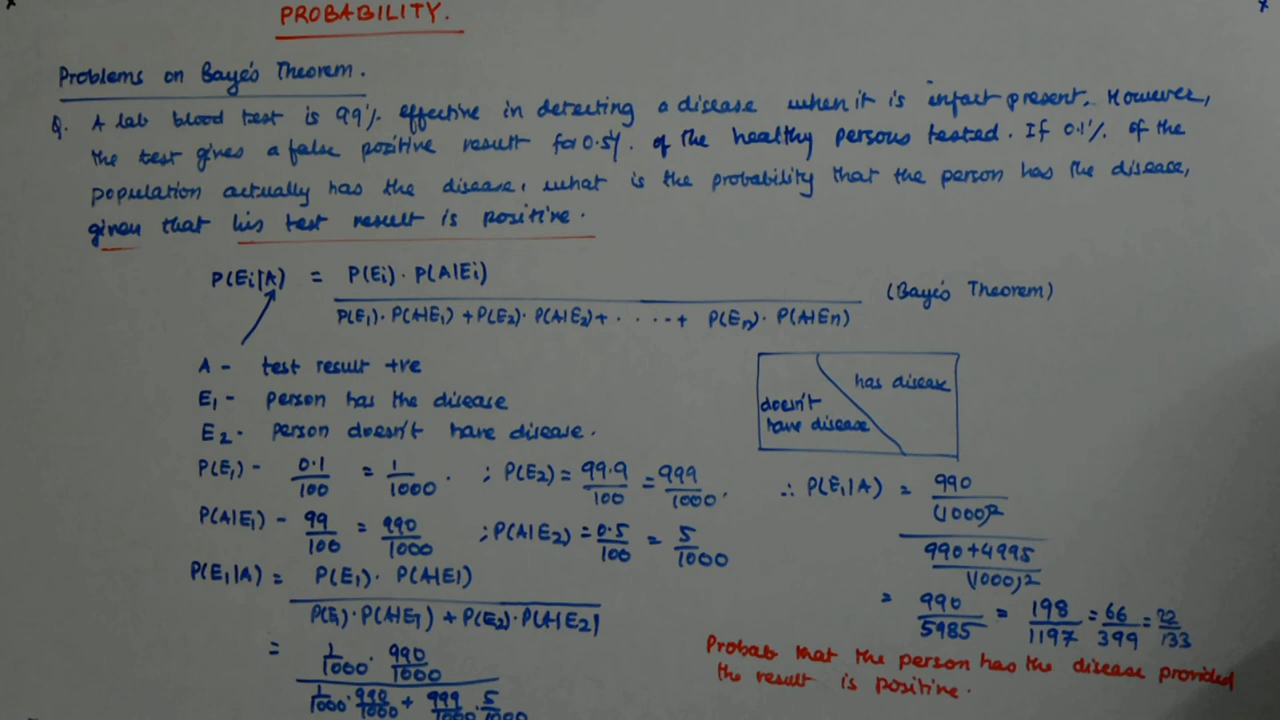 PROBABILITY.
Problems on Baye's Theorem.
Q. A lab blood test is 99% effective in detecting a disease when it is infact present. However,
the test gives a false positive result for 0.5% of the healthy persons tested. If 0.1% of the
population actually has the disease, what is the probability that the person has the disease,
given that his test result is positive.
P(Ei|A) = P(Ei) . P(A|Ei)
P(E1) . P(A|E1) + P(E2) . P(A|E2) + . . . . . + P(En) . P(A|En)
(Baye's Theorem)
A - test result +ve
E1 - person has the disease
E2 - person doesn't have disease.
has disease
doesn't
have disease
P(E1) - 0.1/100 = 1/1000 . ; P(E2) = 99.9/100 = 999/1000 .
P(A|E1) - 99/100 = 990/1000 ; P(A|E2) = 0.5/100 = 5/1000
P(E1|A) = P(E1) . P(A|E1)
P(E1) . P(A|E1) + P(E2) . P(A|E2)
= 1/1000 . 990/1000
1/1000 . 990/1000 + 999/1000 . 5/1000
∴ P(E1|A) = 990/(1000)2
990+4995/(1000)2
= 990/5985 = 198/1197 = 66/399 = 22/133
Probab that the person has the disease provided
the result is positive.